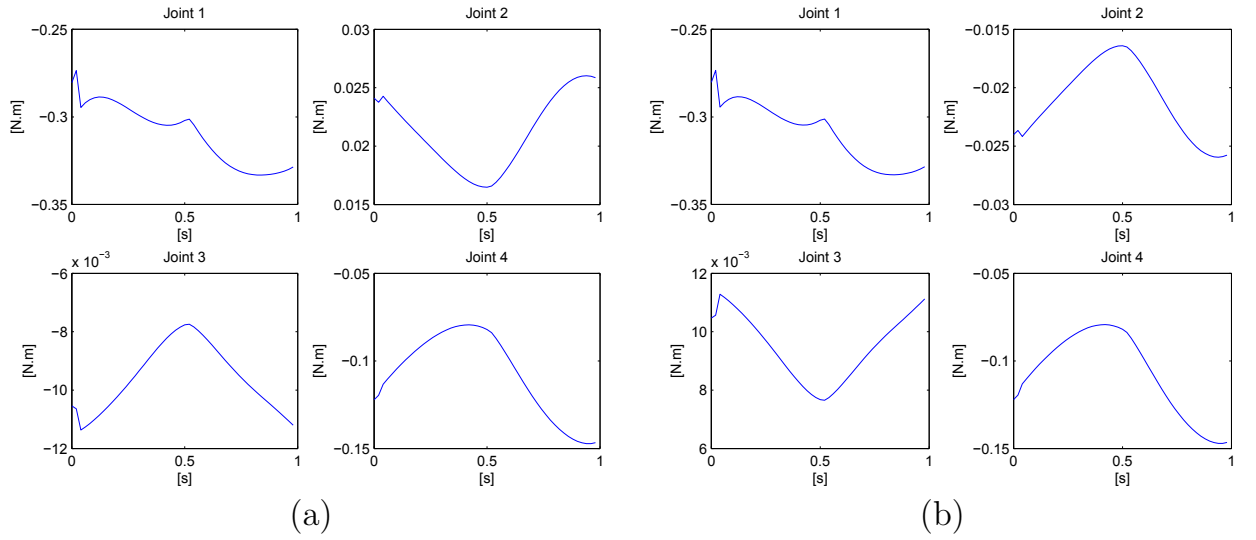 Joint 1
−0.25
−0.3
−0.35
[N.m]
0
0.5
1
[s]
Joint 2
0.03
0.025
0.02
0.015
[N.m]
0
0.5
1
[s]
x 10⁻³
Joint 3
−6
−8
−10
−12
[N.m]
0
0.5
1
[s]
Joint 4
−0.05
−0.1
−0.15
[N.m]
0
0.5
1
[s]
(a)
Joint 1
−0.25
−0.3
−0.35
[N.m]
0
0.5
1
[s]
Joint 2
−0.015
−0.02
−0.025
−0.03
[N.m]
0
0.5
1
[s]
x 10⁻³
Joint 3
12
10
8
6
[N.m]
0
0.5
1
[s]
Joint 4
−0.05
−0.1
−0.15
[N.m]
0
0.5
1
[s]
(b)